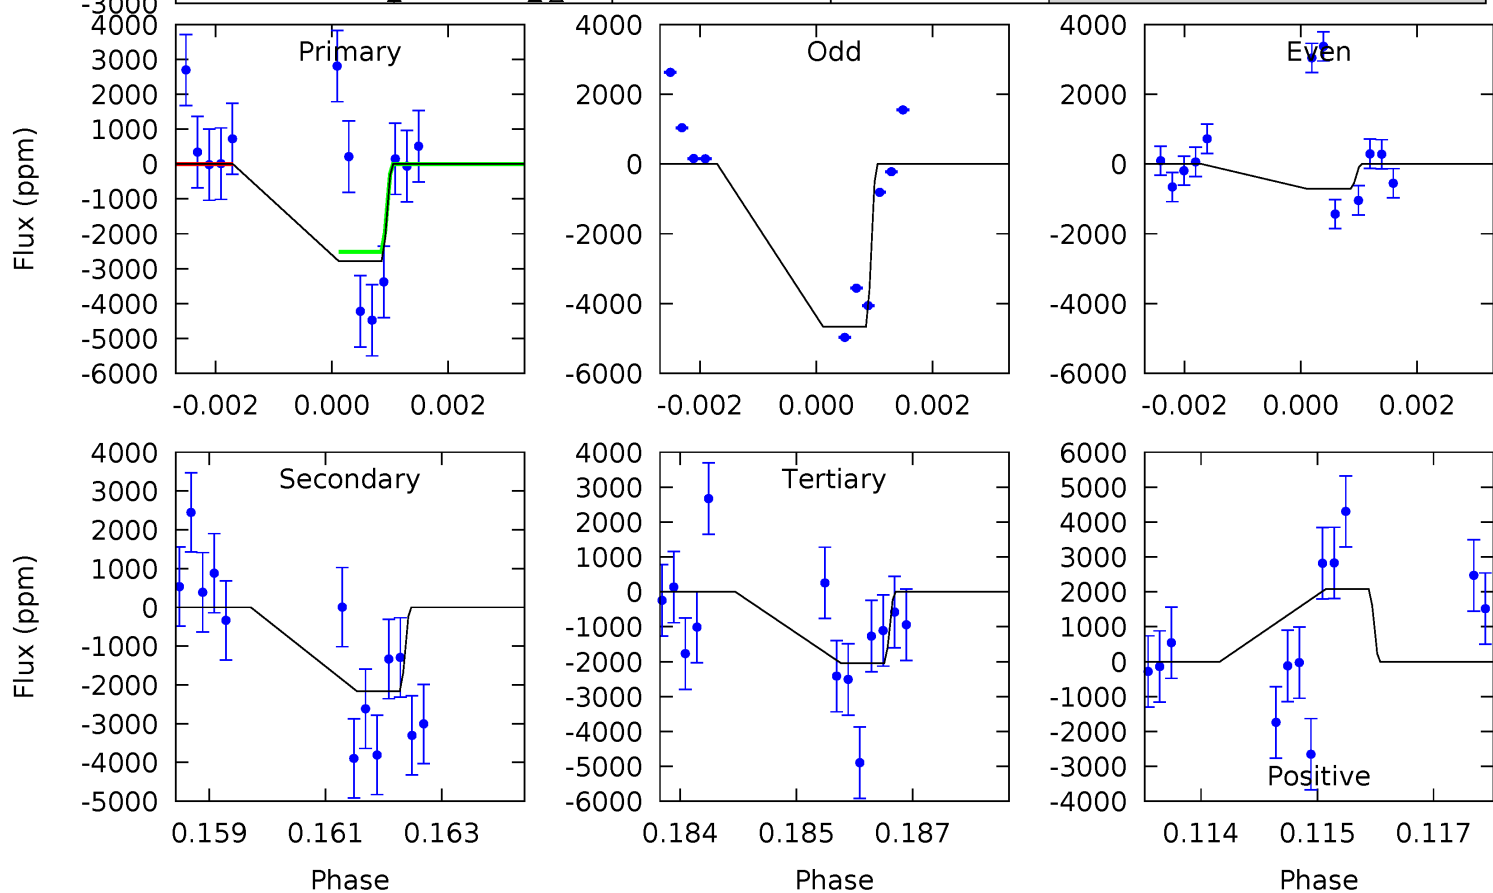 -3000
4000 Primary 4000 Odd 4000 Even
3000
2000 2000 2000
1000
0 0 0
-1000
-2000 -2000 -2000
-3000
-4000 -4000 -4000
-5000
-6000 -6000 -6000
-0.002 0.000 0.002 -0.002 0.000 0.002 -0.002 0.000 0.002
Flux (ppm)
4000 Secondary 4000 Tertiary 6000
3000 3000 5000
2000 2000 4000
1000 1000 3000
0 0 2000
-1000 -1000 1000
-2000 -2000 0
-3000 -3000 -1000
-4000 -4000 -2000
-5000 -5000 -3000 Positive
-6000 -4000
0.159 0.161 0.163 0.184 0.185 0.187 0.114 0.115 0.117
Flux (ppm)
Phase Phase Phase